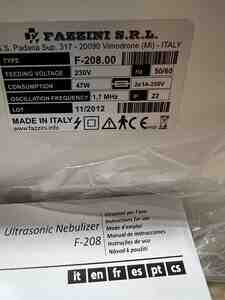 FAZZINI S.R.L.
S.S. Padana Sup. 317 - 20090 Vimodrone (Mi) - ITALY
TYPE F-208.00
FEEDING VOLTAGE 230V Hz 50/60
CONSUMPTION 47W 2x1A-250V
OSCILLATION FREQUENCY 1,7 MHz IP 22
LOT 11/2012
MADE IN ITALY
www.fazzini.info
Ultrasonic Nebulizer
F-208
Istruzioni per l'uso
Instructions for use
Mode d'emploi
Manual de instrucciones
Instruções de uso
Návod k použití
it en fr es pt cs